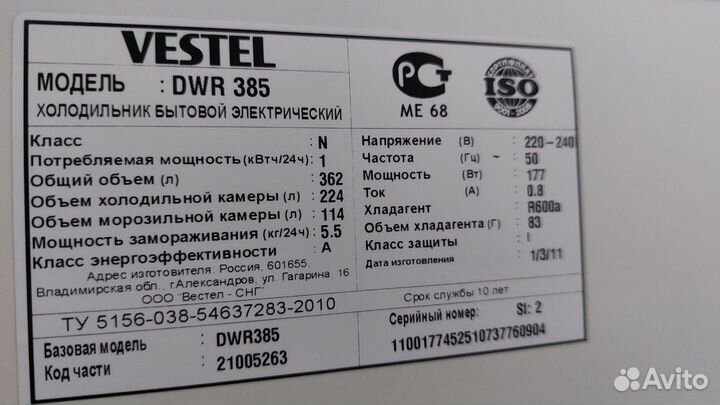 VESTEL
МОДЕЛЬ : DWR 385
ХОЛОДИЛЬНИК БЫТОВОЙ ЭЛЕКТРИЧЕСКИЙ
РСТ
МЕ 68
ISO
Класс : N
Потребляемая мощность(кВтч/24ч): 1
Общий объем (л) : 362
Объем холодильной камеры (л) : 224
Объем морозильной камеры (л) : 114
Мощность замораживания (кг/24ч) : 5.5
Класс энергоэффективности : A
Адрес изготовителя: Россия, 601655,
Владимирская обл., г.Александров, ул. Гагарина, 16
ООО "Вестел - СНГ"
ТУ 5156-038-54637283-2010
Базовая модель : DWR385
Код части : 21005263
Напряжение (В) : 220-240
Частота (Гц) ~ : 50
Мощность (Вт) : 177
Ток (А) : 0.8
Хладагент : R600a
Объем хладагента (Г) : 83
Класс защиты : I
Дата изготовления : 1/3/11
Срок службы 10 лет
Серийный номер: SI: 2
1100177452510737760904
Avito